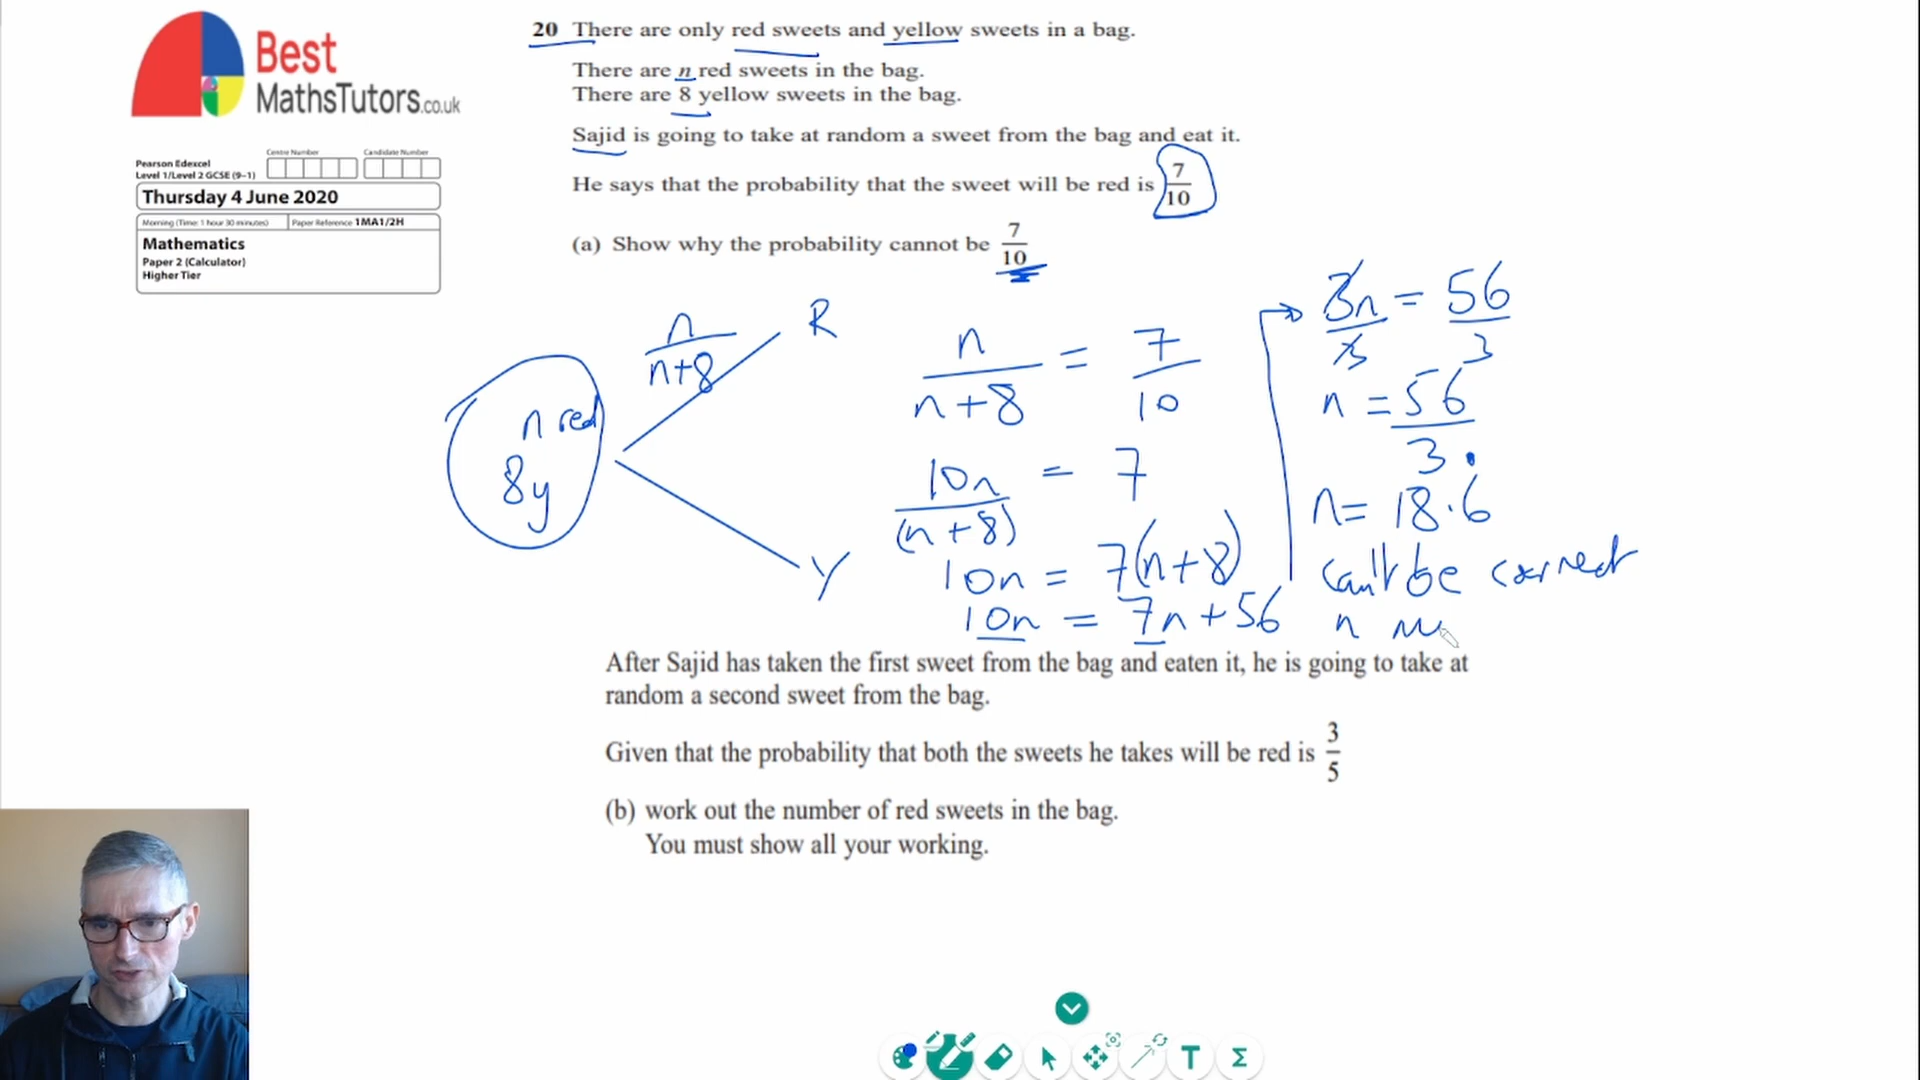 Best
MathsTutors.co.uk
Centre Number Candidate Number
Pearson Edexcel
Level 1/Level 2 GCSE (9–1)
Thursday 4 June 2020
Morning (Time: 1 hour 30 minutes) Paper Reference 1MA1/2H
Mathematics
Paper 2 (Calculator)
Higher Tier
20 There are only red sweets and yellow sweets in a bag.
There are n red sweets in the bag.
There are 8 yellow sweets in the bag.
Sajid is going to take at random a sweet from the bag and eat it.
He says that the probability that the sweet will be red is 7/10
(a) Show why the probability cannot be 7/10
n red
8y
n/n+8
R
Y
n/n+8 = 7/10
10n/(n+8) = 7
10n = 7(n+8)
10n = 7n+56
3n/3 = 56/3
n = 56/3
n = 18.6̇
can't be correct
n
After Sajid has taken the first sweet from the bag and eaten it, he is going to take at
random a second sweet from the bag.
Given that the probability that both the sweets he takes will be red is 3/5
(b) work out the number of red sweets in the bag.
You must show all your working.
T Σ